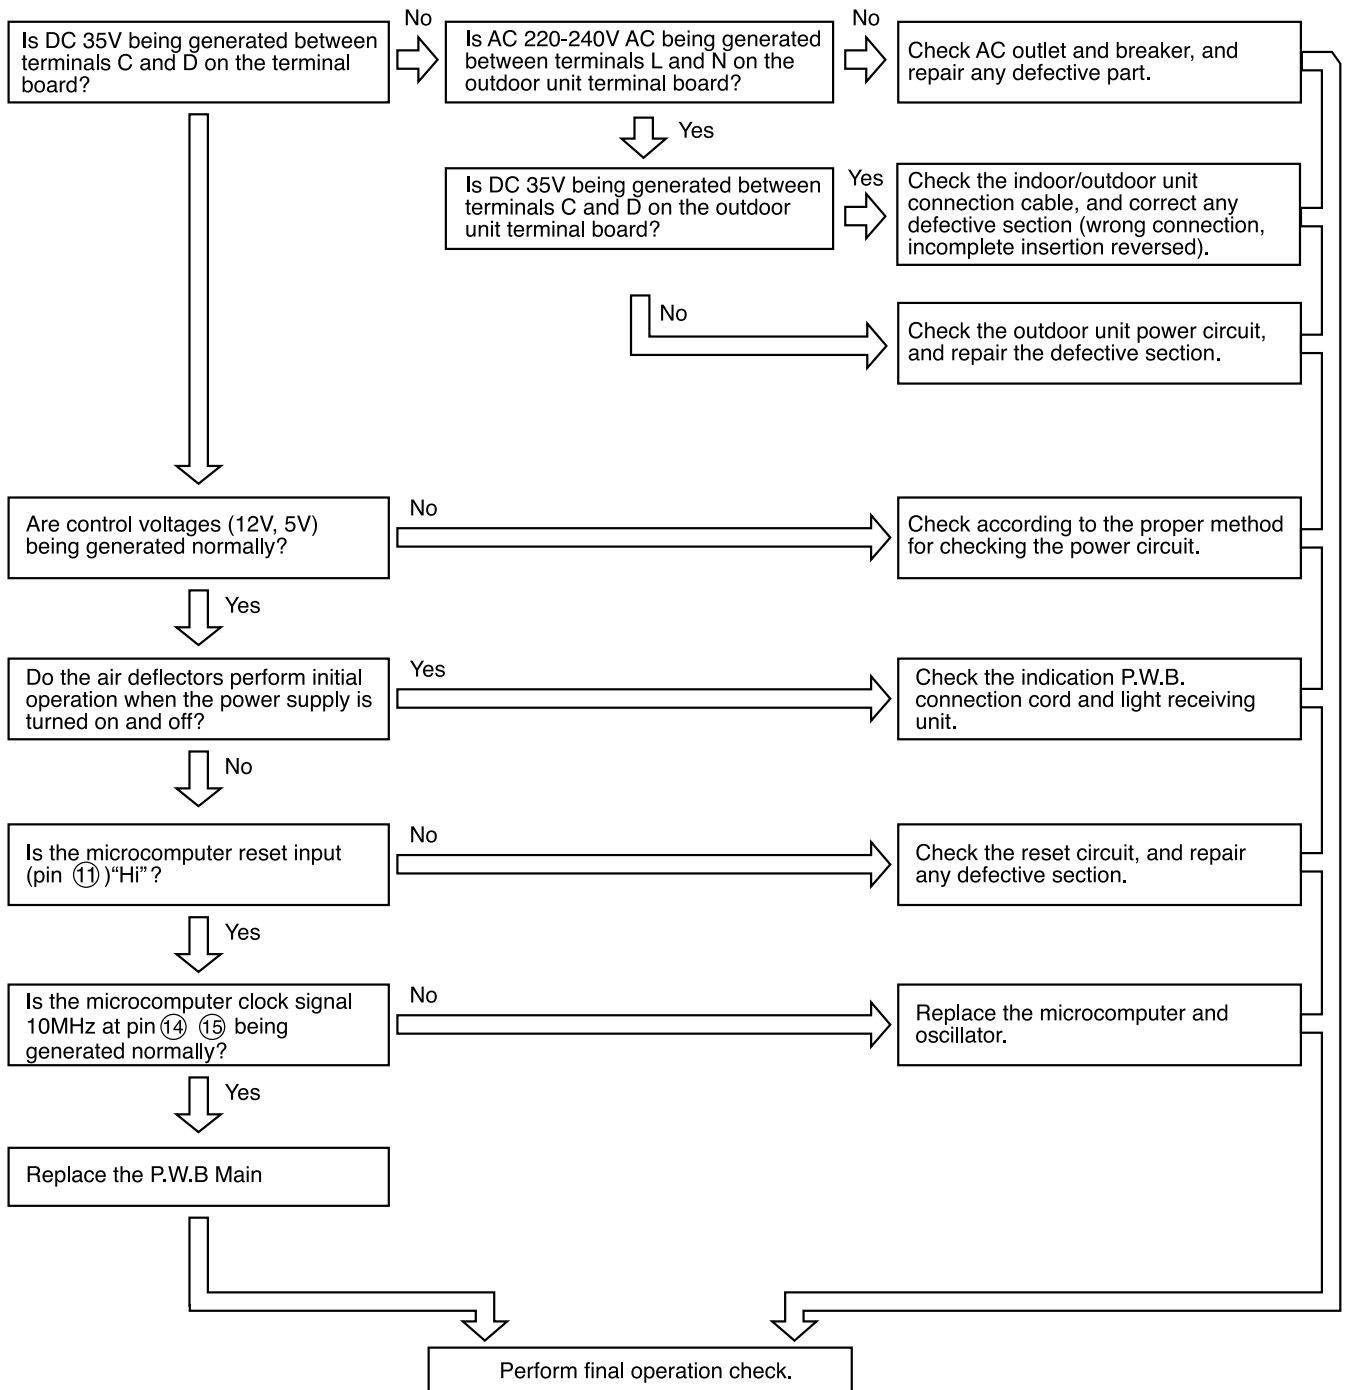 Is DC 35V being generated between
terminals C and D on the terminal
board?
No
Is AC 220-240V AC being generated
between terminals L and N on the
outdoor unit terminal board?
No
Check AC outlet and breaker, and
repair any defective part.
Yes
Is DC 35V being generated between
terminals C and D on the outdoor
unit terminal board?
Yes
Check the indoor/outdoor unit
connection cable, and correct any
defective section (wrong connection,
incomplete insertion reversed).
No
Check the outdoor unit power circuit,
and repair the defective section.
Are control voltages (12V, 5V)
being generated normally?
No
Check according to the proper method
for checking the power circuit.
Yes
Do the air deflectors perform initial
operation when the power supply is
turned on and off?
Yes
Check the indication P.W.B.
connection cord and light receiving
unit.
No
Is the microcomputer reset input
(pin ⑪)“Hi”?
No
Check the reset circuit, and repair
any defective section.
Yes
Is the microcomputer clock signal
10MHz at pin ⑭ ⑮ being
generated normally?
No
Replace the microcomputer and
oscillator.
Yes
Replace the P.W.B Main
Perform final operation check.